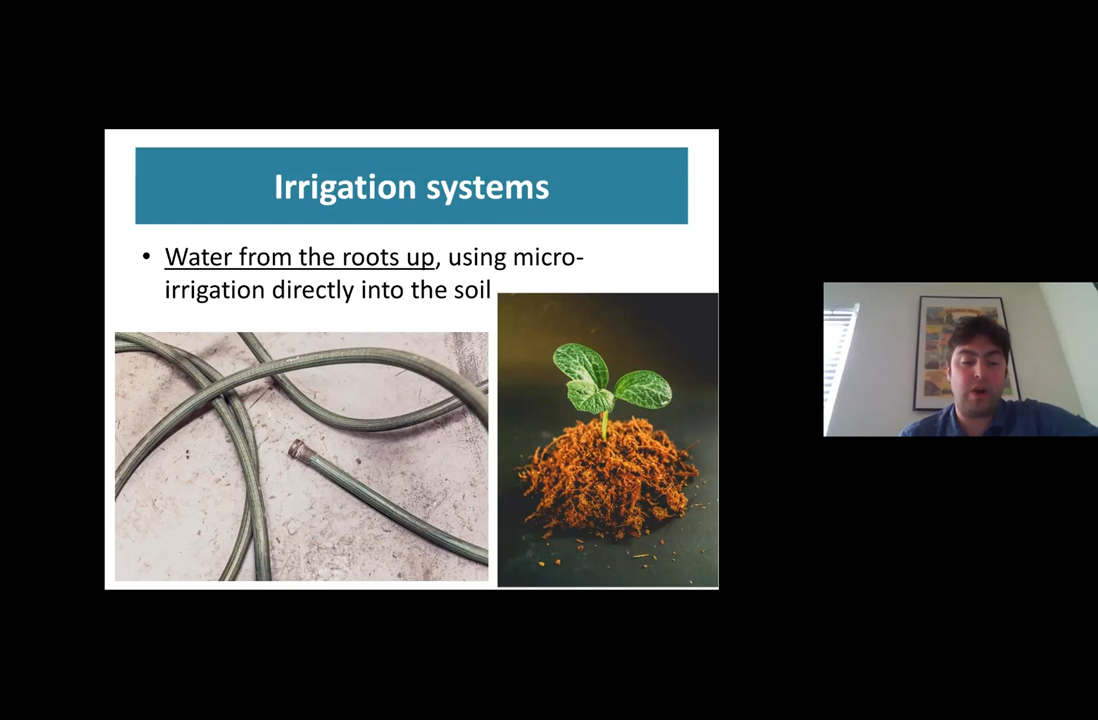 Irrigation systems
• Water from the roots up, using micro-
irrigation directly into the soil